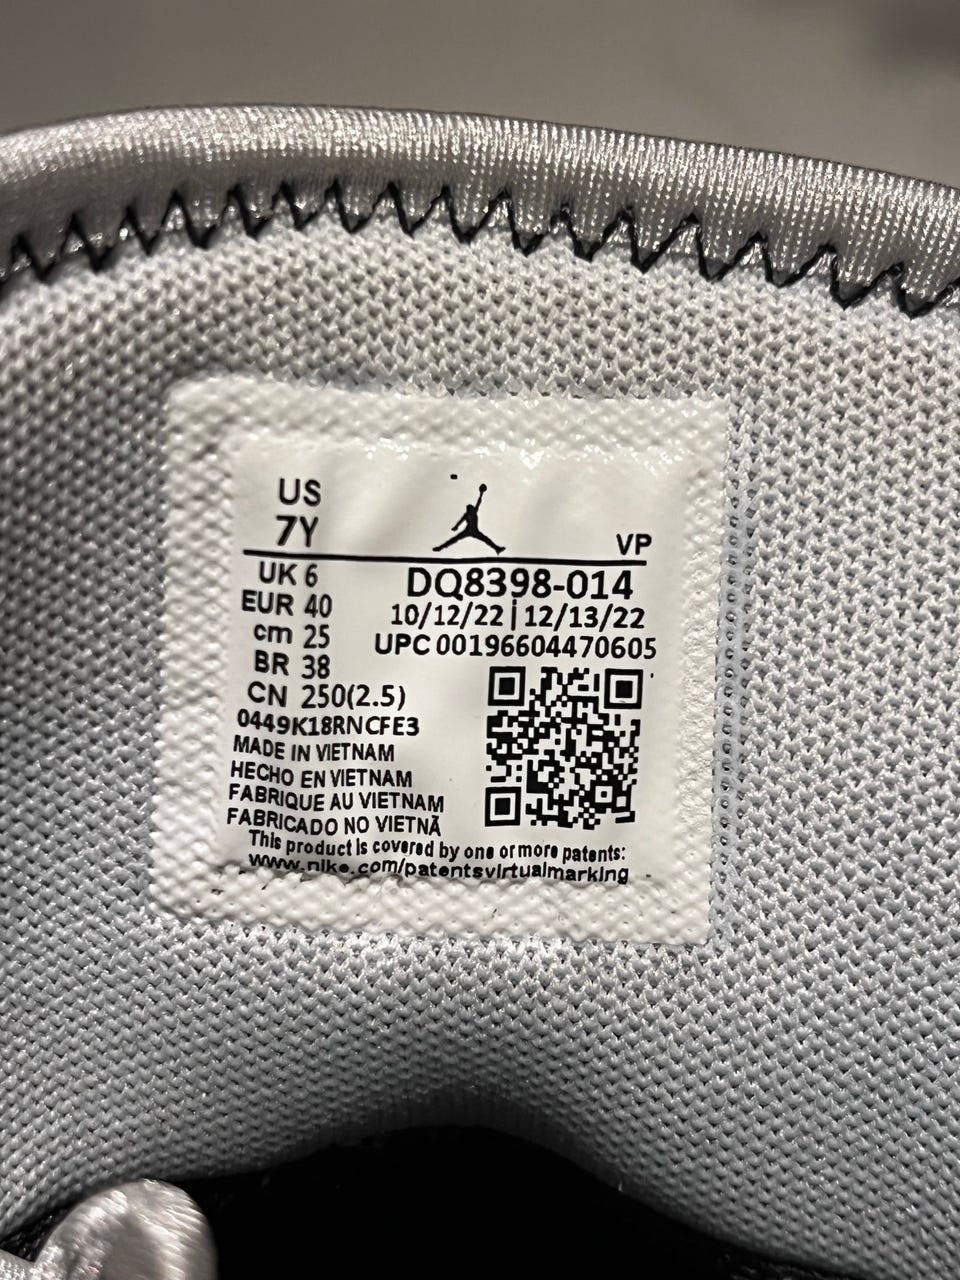 US
7Y
VP
UK 6
EUR 40
cm 25
BR 38
CN 250(2.5)
DQ8398-014
10/12/22 | 12/13/22
UPC 00196604470605
0449K18RNCFE3
MADE IN VIETNAM
HECHO EN VIETNAM
FABRIQUE AU VIETNAM
FABRICADO NO VIETNÃ
This product is covered by one or more patents:
www.nike.com/patentsvirtualmarking